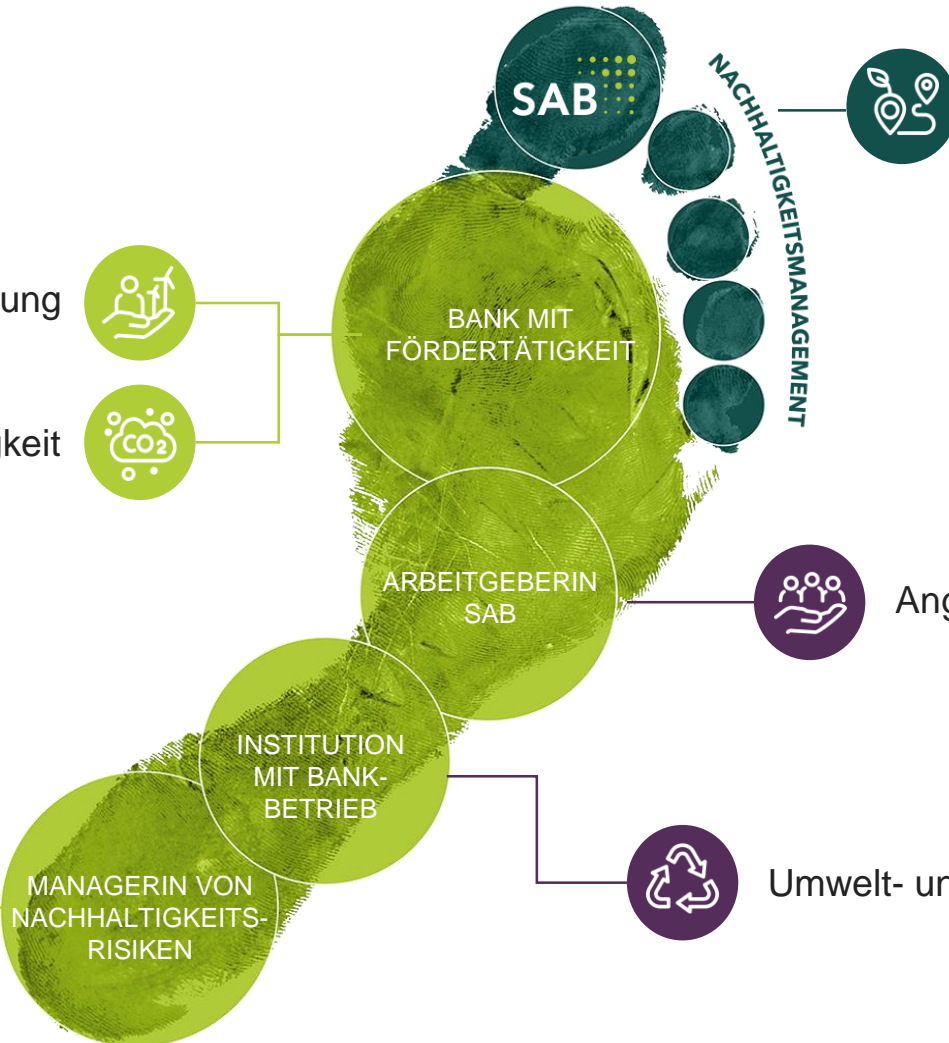 SAB
NACHHALTIGKEITSMANAGEMENT
ung
BANK MIT
FÖRDERTÄTIGKEIT
keit
CO2
ARBEITGEBERIN
SAB
Ang
INSTITUTION
MIT BANK-
BETRIEB
Umwelt- un
MANAGERIN VON
NACHHALTIGKEITS-
RISIKEN